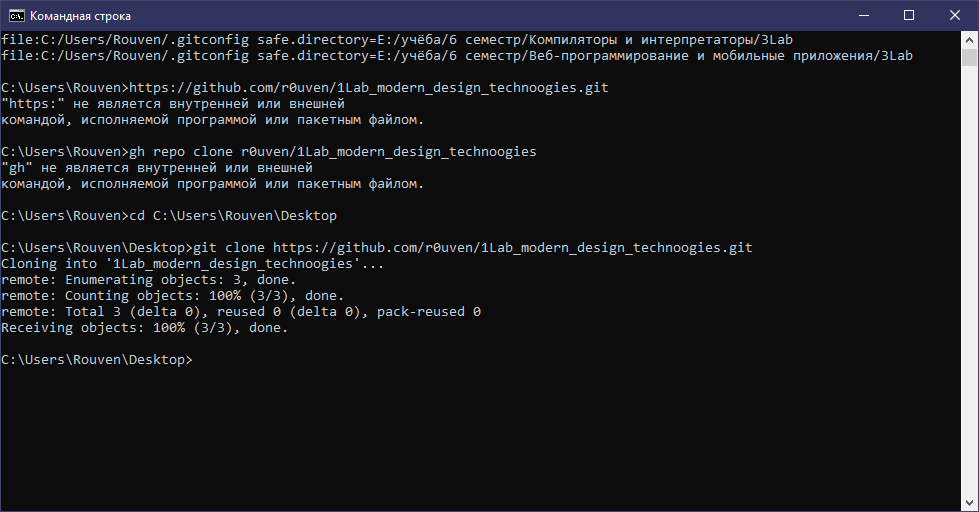 Командная строка
file:C:/Users/Rouven/.gitconfig safe.directory=E:/учёба/6 семестр/Компиляторы и интерпретаторы/3Lab
file:C:/Users/Rouven/.gitconfig safe.directory=E:/учёба/6 семестр/Веб-программирование и мобильные приложения/3Lab
C:\Users\Rouven>https://github.com/r0uven/1Lab_modern_design_technoogies.git
"https:" не является внутренней или внешней
командой, исполняемой программой или пакетным файлом.
C:\Users\Rouven>gh repo clone r0uven/1Lab_modern_design_technoogies
"gh" не является внутренней или внешней
командой, исполняемой программой или пакетным файлом.
C:\Users\Rouven>cd C:\Users\Rouven\Desktop
C:\Users\Rouven\Desktop>git clone https://github.com/r0uven/1Lab_modern_design_technoogies.git
Cloning into '1Lab_modern_design_technoogies'...
remote: Enumerating objects: 3, done.
remote: Counting objects: 100% (3/3), done.
remote: Total 3 (delta 0), reused 0 (delta 0), pack-reused 0
Receiving objects: 100% (3/3), done.
C:\Users\Rouven\Desktop>